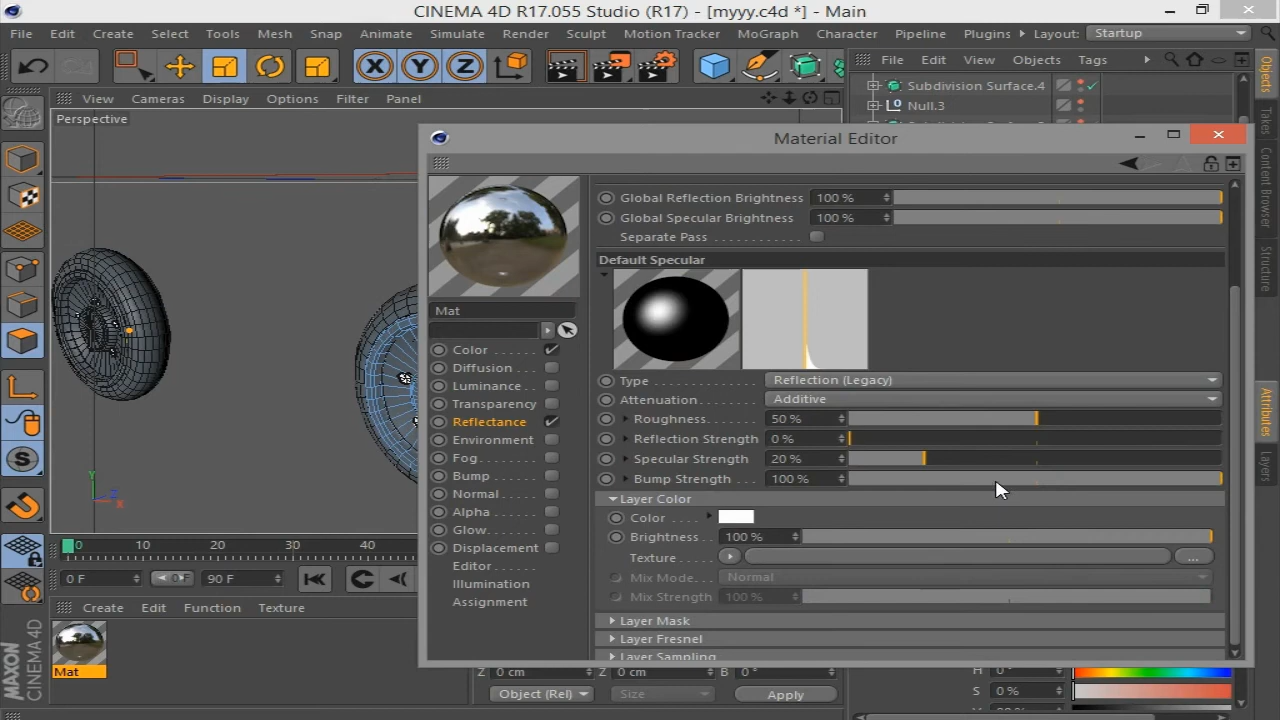 CINEMA 4D R17.055 Studio (R17) - [myyy.c4d *] - Main
File Edit Create Select Tools Mesh Snap Animate Simulate Render Sculpt Motion Tracker MoGraph Character Pipeline Plugins Layout: Startup
X Y Z
File Edit View Objects Tags
View Cameras Display Options Filter Panel
Subdivision Surface.4
Null.3
Perspective
Objects
Takes
Content Browser
Structure
Attributes
Layers
Material Editor
Global Reflection Brightness 100 %
Global Specular Brightness 100 %
Separate Pass
Default Specular
Mat
Color
Diffusion
Luminance
Transparency
Reflectance
Environment
Fog
Bump
Normal
Alpha
Glow
Displacement
Editor
Illumination
Assignment
Type Reflection (Legacy)
Attenuation Additive
Roughness 50 %
Reflection Strength 0 %
Specular Strength 20 %
Bump Strength 100 %
Layer Color
Color
Brightness 100 %
Texture ...
Mix Mode Normal
Mix Strength 100 %
Layer Mask
Layer Fresnel
Layer Sampling
Y
Z
X
S
0 10 20 30 40
0 F 0 F 90 F
Create Edit Function Texture
Mat
MAXON
CINEMA 4D
Z 0 cm Z 0 cm B 0 °
Object (Rel) Size Apply
H 0 °
S 0 %